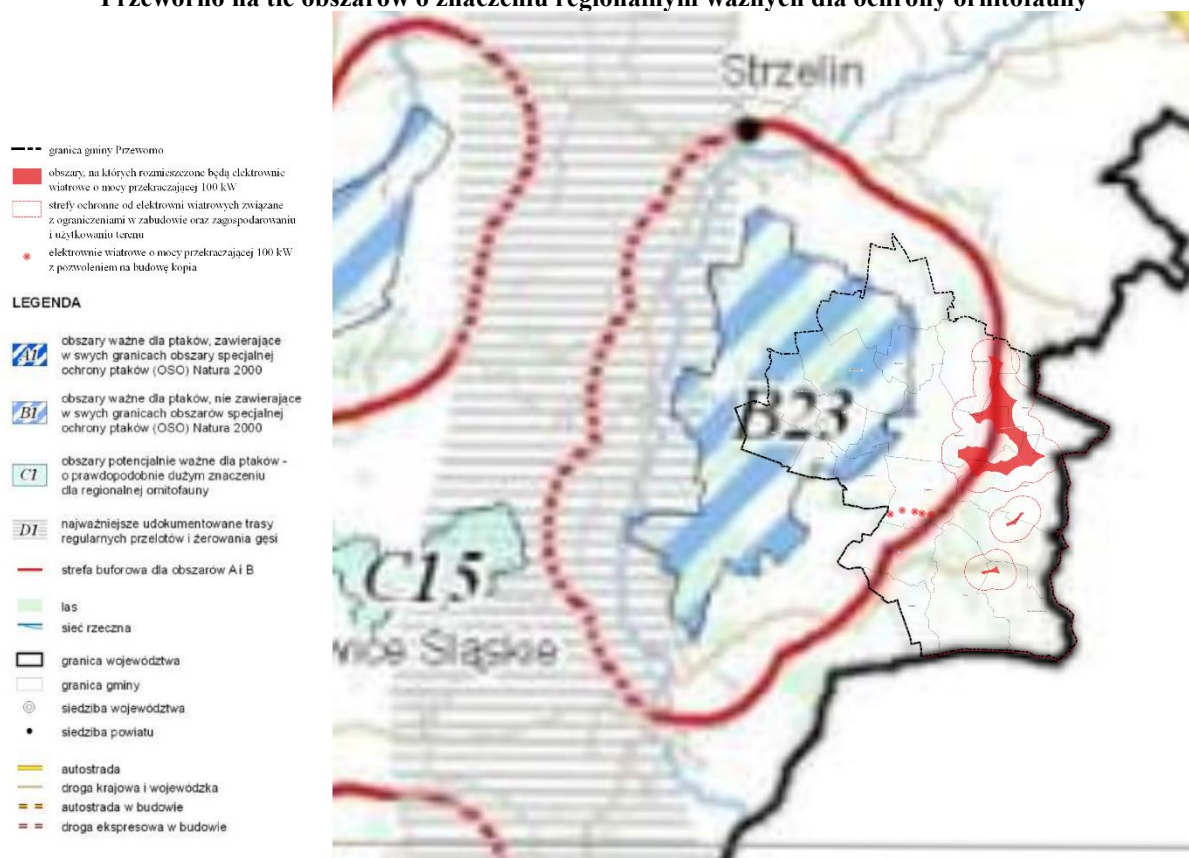 Przeworno na tle obszarów o znaczeniu regionalnym ważnych dla ochrony ornitofauny
granica gminy Przeworno
obszary, na których rozmieszczone będą elektrownie
wiatrowe o mocy przekraczającej 100 kW
strefy ochronne od elektrowni wiatrowych związane
z ograniczeniami w zabudowie oraz zagospodarowaniu
i użytkowaniu terenu
elektrownie wiatrowe o mocy przekraczającej 100 kW
z pozwoleniem na budowę kopia
LEGENDA
A1
obszary ważne dla ptaków, zawierające
w swych granicach obszary specjalnej
ochrony ptaków (OSO) Natura 2000
B1
obszary ważne dla ptaków, nie zawierające
w swych granicach obszarów specjalnej
ochrony ptaków (OSO) Natura 2000
C1
obszary potencjalnie ważne dla ptaków -
o prawdopodobnie dużym znaczeniu
dla regionalnej ornitofauny
D1
najważniejsze udokumentowane trasy
regularnych przelotów i żerowania gęsi
strefa buforowa dla obszarów A i B
las
sieć rzeczna
granica województwa
granica gminy
siedziba województwa
siedziba powiatu
autostrada
droga krajowa i wojewódzka
autostrada w budowie
droga ekspresowa w budowie
Strzelin
B23
C15
wice Śląskie